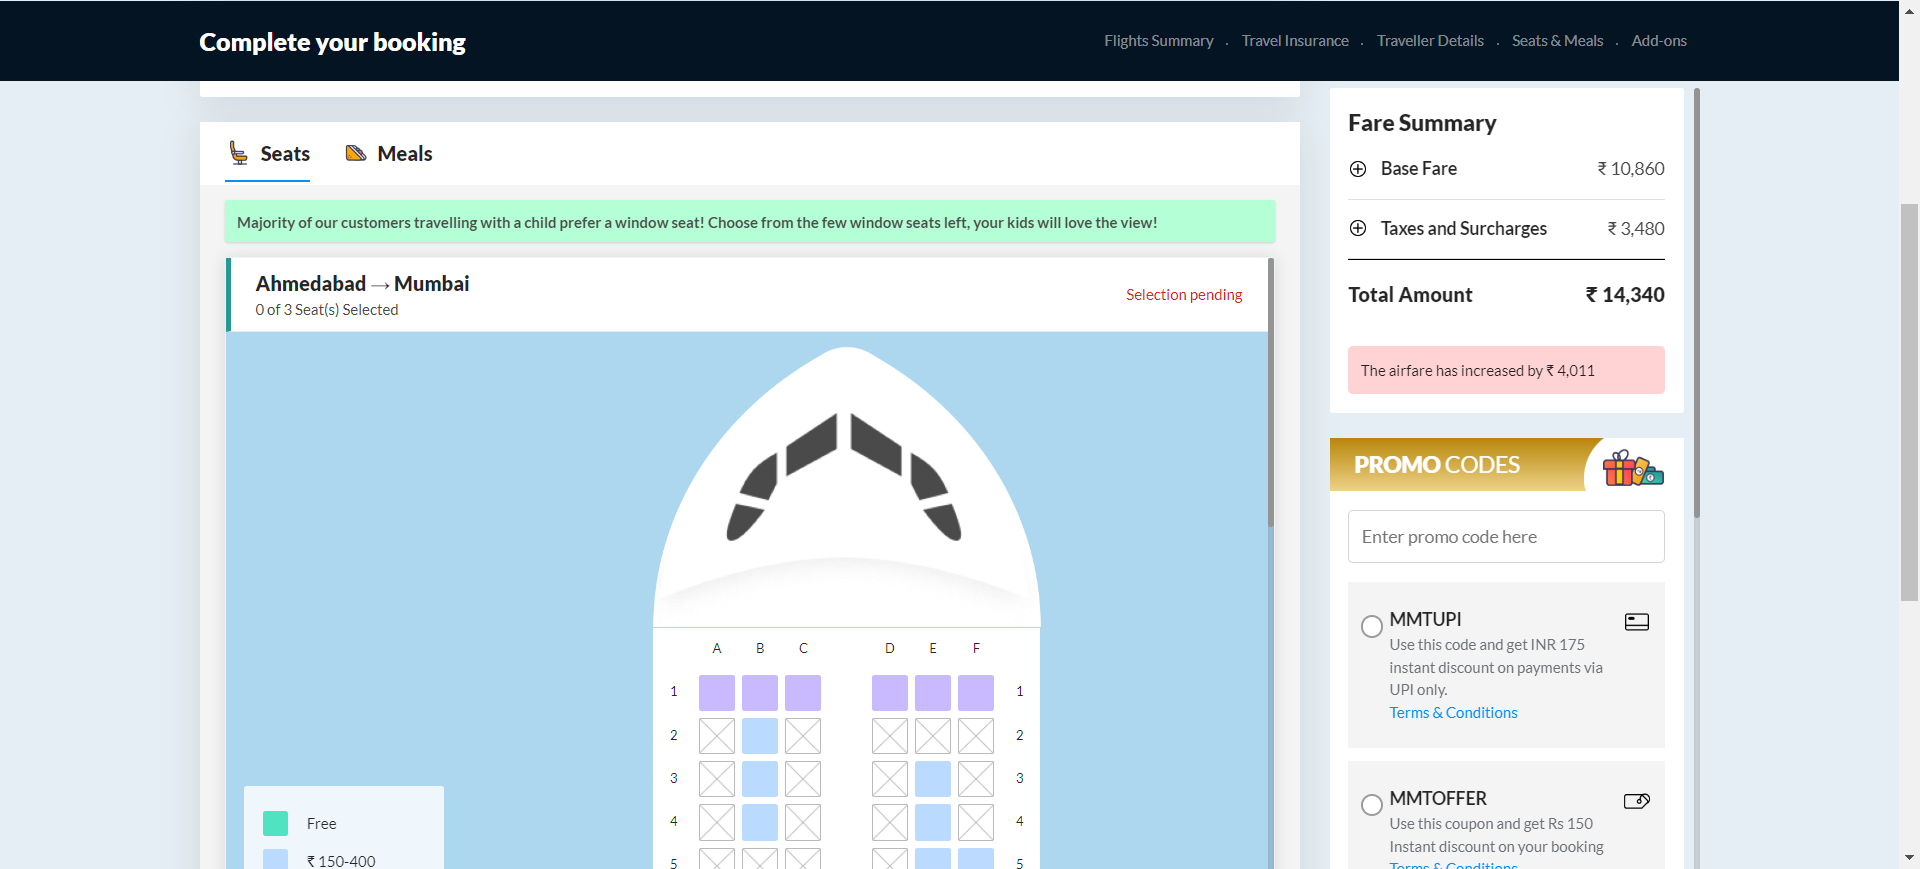 Complete your booking
Flights Summary . Travel Insurance . Traveller Details . Seats & Meals . Add-ons
Seats
Meals
Majority of our customers travelling with a child prefer a window seat! Choose from the few window seats left, your kids will love the view!
Ahmedabad → Mumbai
0 of 3 Seat(s) Selected
Selection pending
A B C D E F
1 1
2 2
3 3
4 4
5 5
Free
₹ 150-400
Fare Summary
Base Fare ₹ 10,860
Taxes and Surcharges ₹ 3,480
Total Amount ₹ 14,340
The airfare has increased by ₹ 4,011
PROMO CODES
Enter promo code here
MMTUPI
Use this code and get INR 175
instant discount on payments via
UPI only.
Terms & Conditions
MMTOFFER
Use this coupon and get Rs 150
Instant discount on your booking
Terms & Conditions